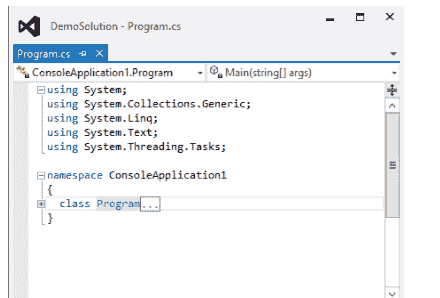 DemoSolution - Program.cs
Program.cs
ConsoleApplication1.Program Main(string[] args)
using System;
using System.Collections.Generic;
using System.Linq;
using System.Text;
using System.Threading.Tasks;
namespace ConsoleApplication1
{
class Program...
}